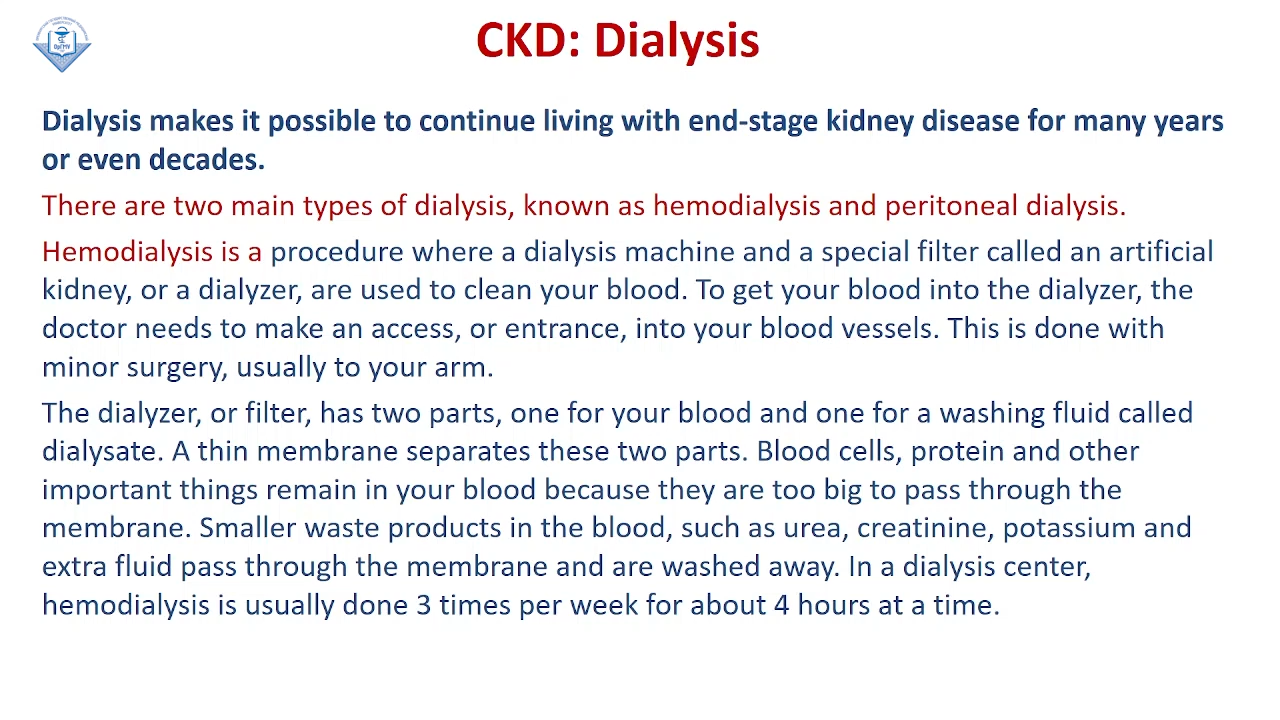 CKD: Dialysis
ОрГМУ
Dialysis makes it possible to continue living with end-stage kidney disease for many years
or even decades.
There are two main types of dialysis, known as hemodialysis and peritoneal dialysis.
Hemodialysis is a procedure where a dialysis machine and a special filter called an artificial
kidney, or a dialyzer, are used to clean your blood. To get your blood into the dialyzer, the
doctor needs to make an access, or entrance, into your blood vessels. This is done with
minor surgery, usually to your arm.
The dialyzer, or filter, has two parts, one for your blood and one for a washing fluid called
dialysate. A thin membrane separates these two parts. Blood cells, protein and other
important things remain in your blood because they are too big to pass through the
membrane. Smaller waste products in the blood, such as urea, creatinine, potassium and
extra fluid pass through the membrane and are washed away. In a dialysis center,
hemodialysis is usually done 3 times per week for about 4 hours at a time.